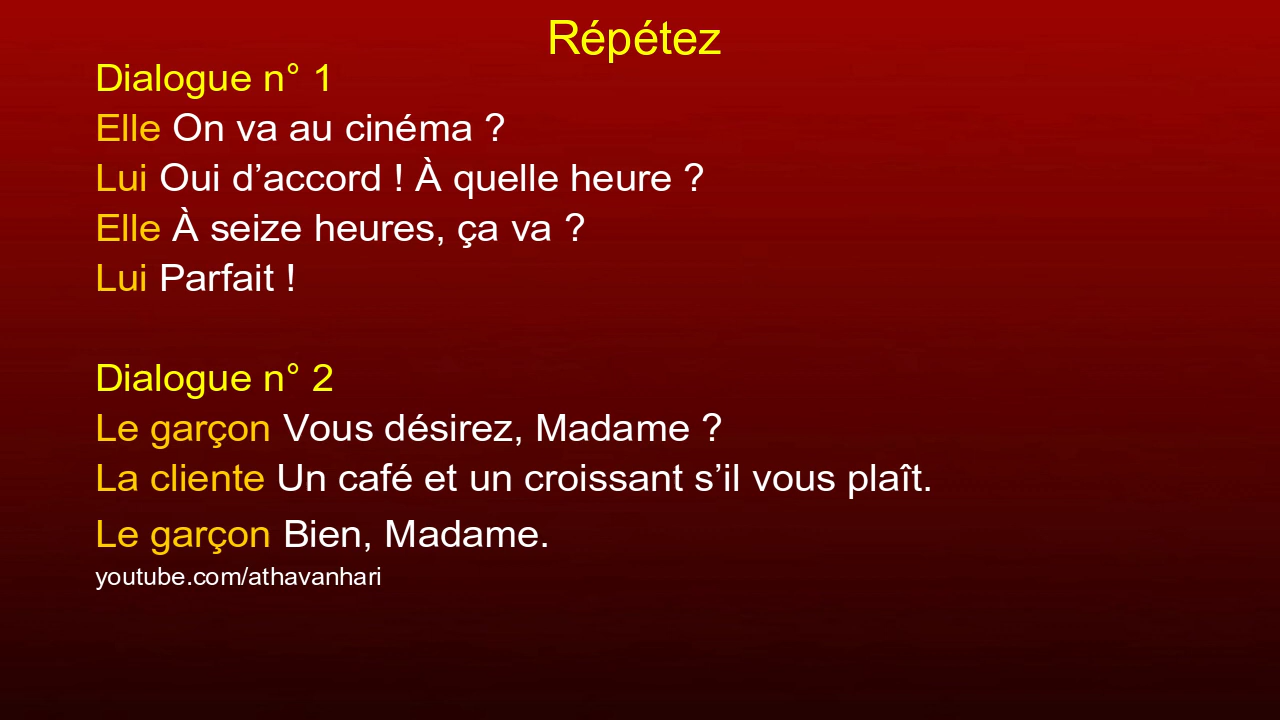 Répétez
Dialogue n° 1
Elle On va au cinéma ?
Lui Oui d’accord ! À quelle heure ?
Elle À seize heures, ça va ?
Lui Parfait !
Dialogue n° 2
Le garçon Vous désirez, Madame ?
La cliente Un café et un croissant s’il vous plaît.
Le garçon Bien, Madame.
youtube.com/athavanhari